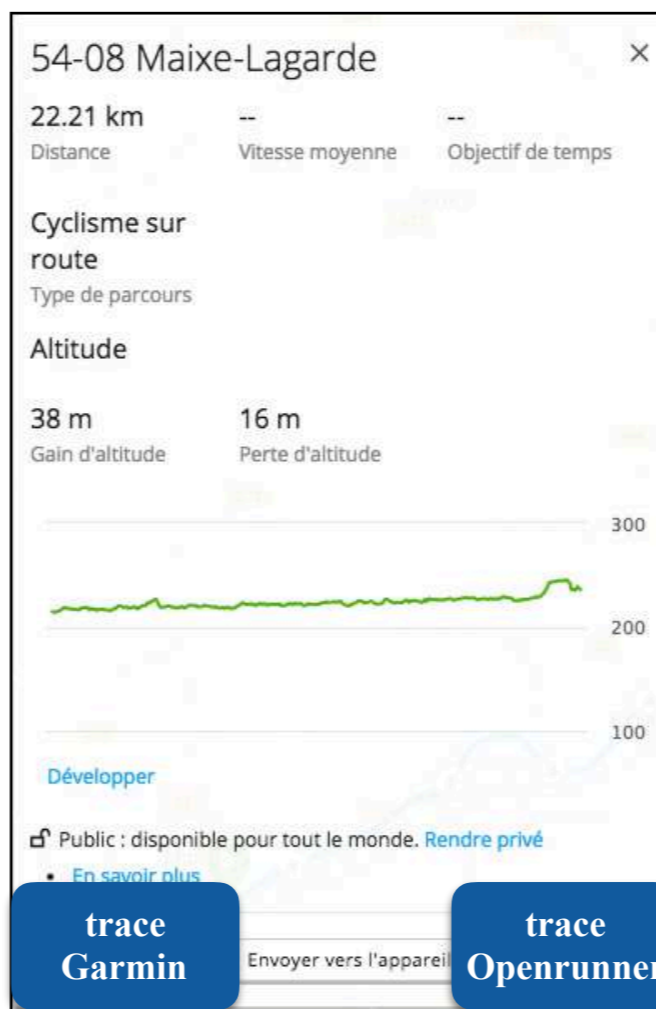 54-08 Maixe-Lagarde ×
22.21 km -- --
Distance Vitesse moyenne Objectif de temps
Cyclisme sur
route
Type de parcours
Altitude
38 m 16 m
Gain d'altitude Perte d'altitude
300
200
100
Développer
Public : disponible pour tout le monde. Rendre privé
• En savoir plus
trace
Garmin
Envoyer vers l'appareil
trace
Openrunner